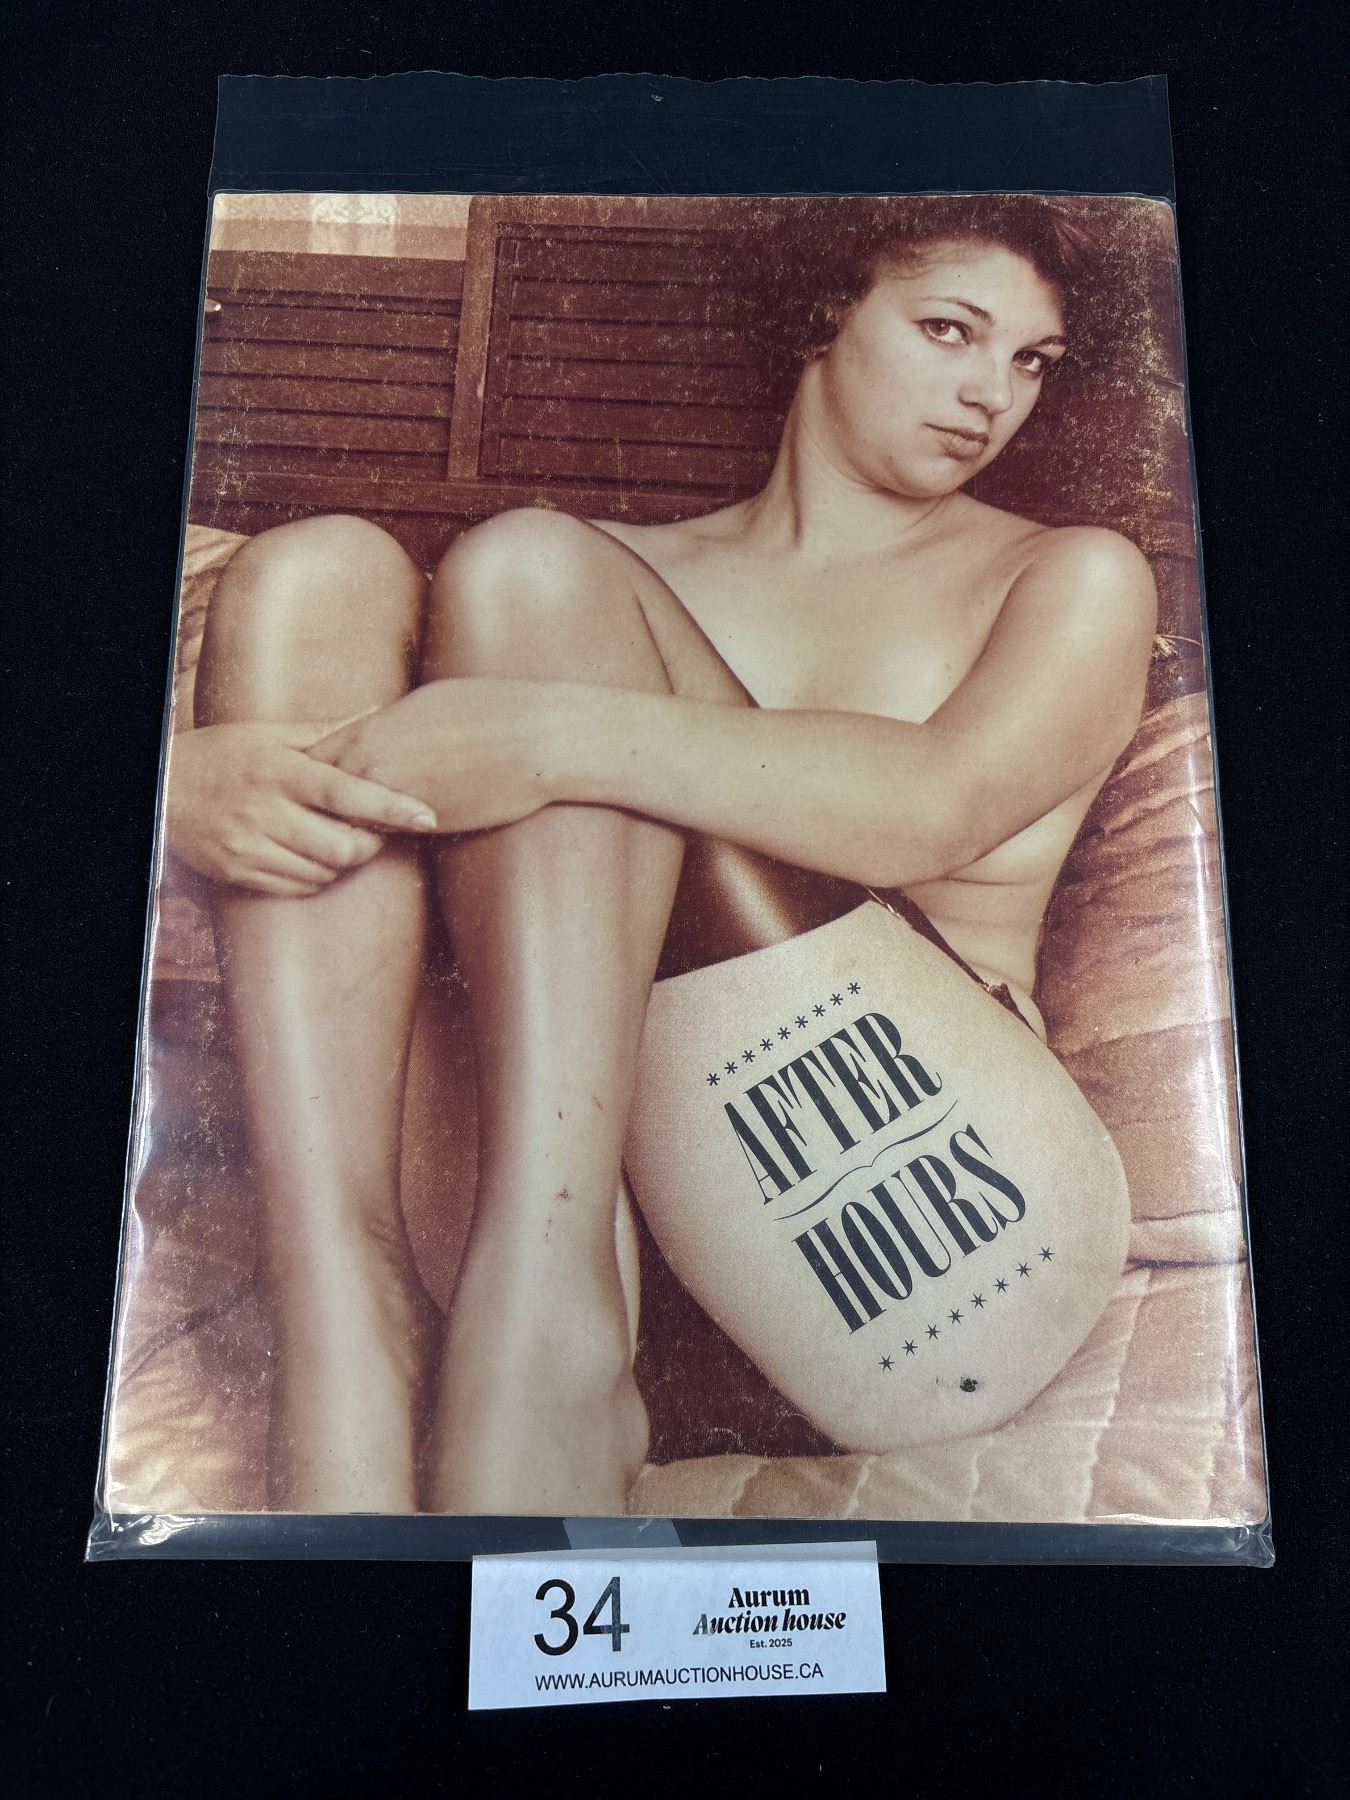 ********
AFTER
HOURS
********
34
Aurum
Auction house
Est. 2025
WWW.AURUMAUCTIONHOUSE.CA